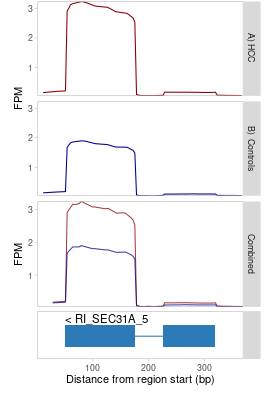 3
2
1
FPM
A) HCC
3
2
1
B) Controls
3
2
1
FPM
Combined
< RI_SEC31A_5
100 200 300
Distance from region start (bp)